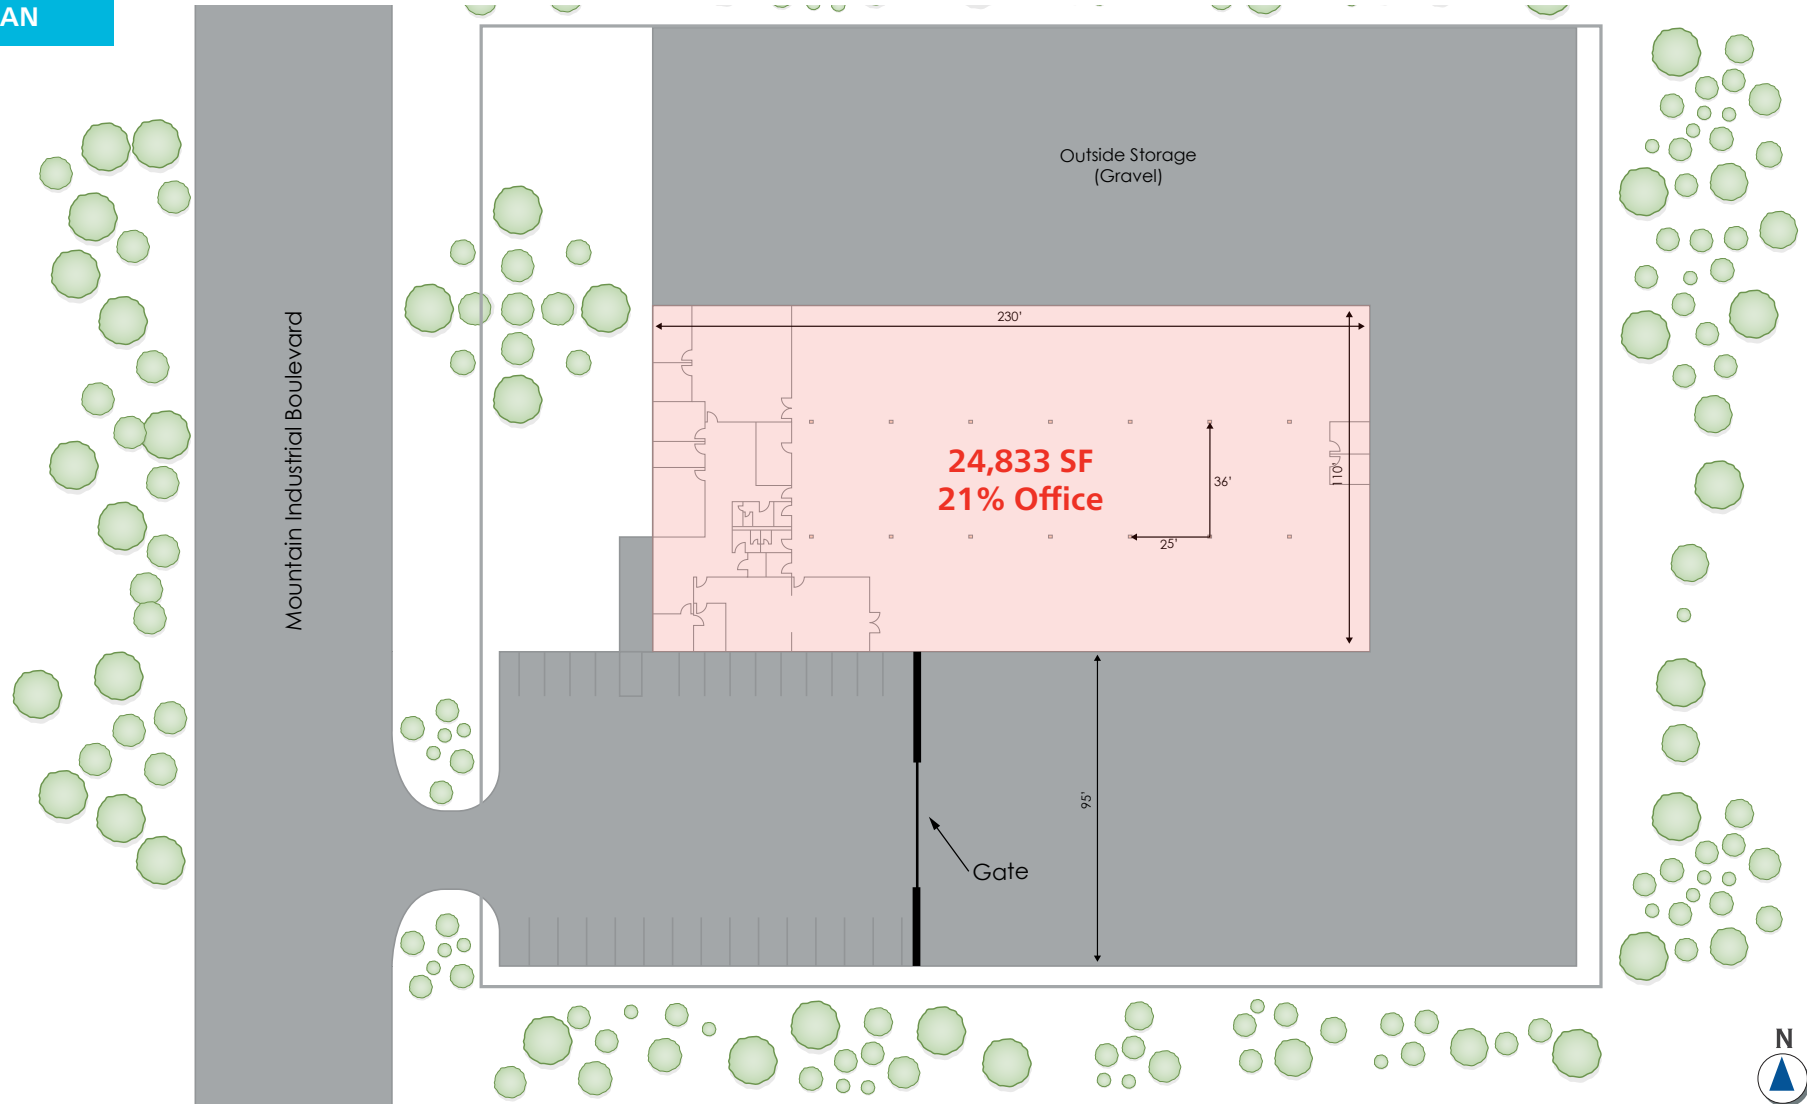 AN
Outside Storage
(Gravel)
Mountain Industrial Boulevard
230'
24,833 SF
21% Office
36'
110'
25'
95'
Gate
N